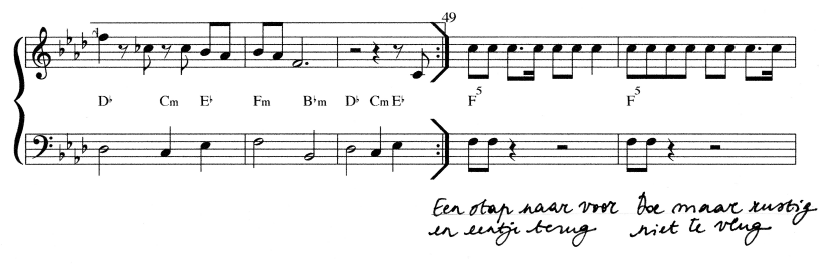 49
D♭ Cm E♭ Fm B♭m D♭ Cm E♭ F5 F5
Een stap naar voor Doe maar rustig
en eentje terug niet te vlug